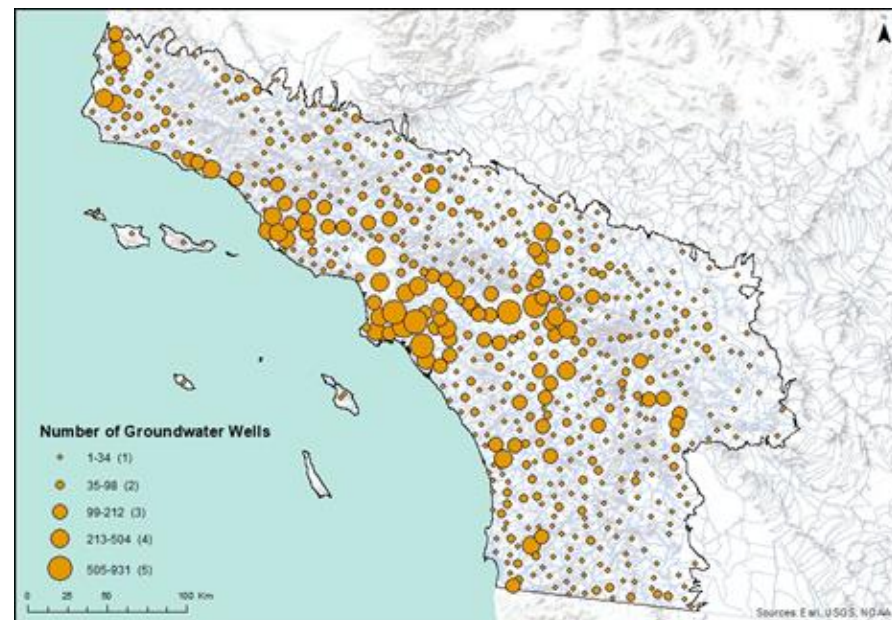 Number of Groundwater Wells
1-34 (1)
35-98 (2)
99-212 (3)
213-504 (4)
505-931 (5)
0 25 50 100 Km
Sources: Esri, USGS, NOAA